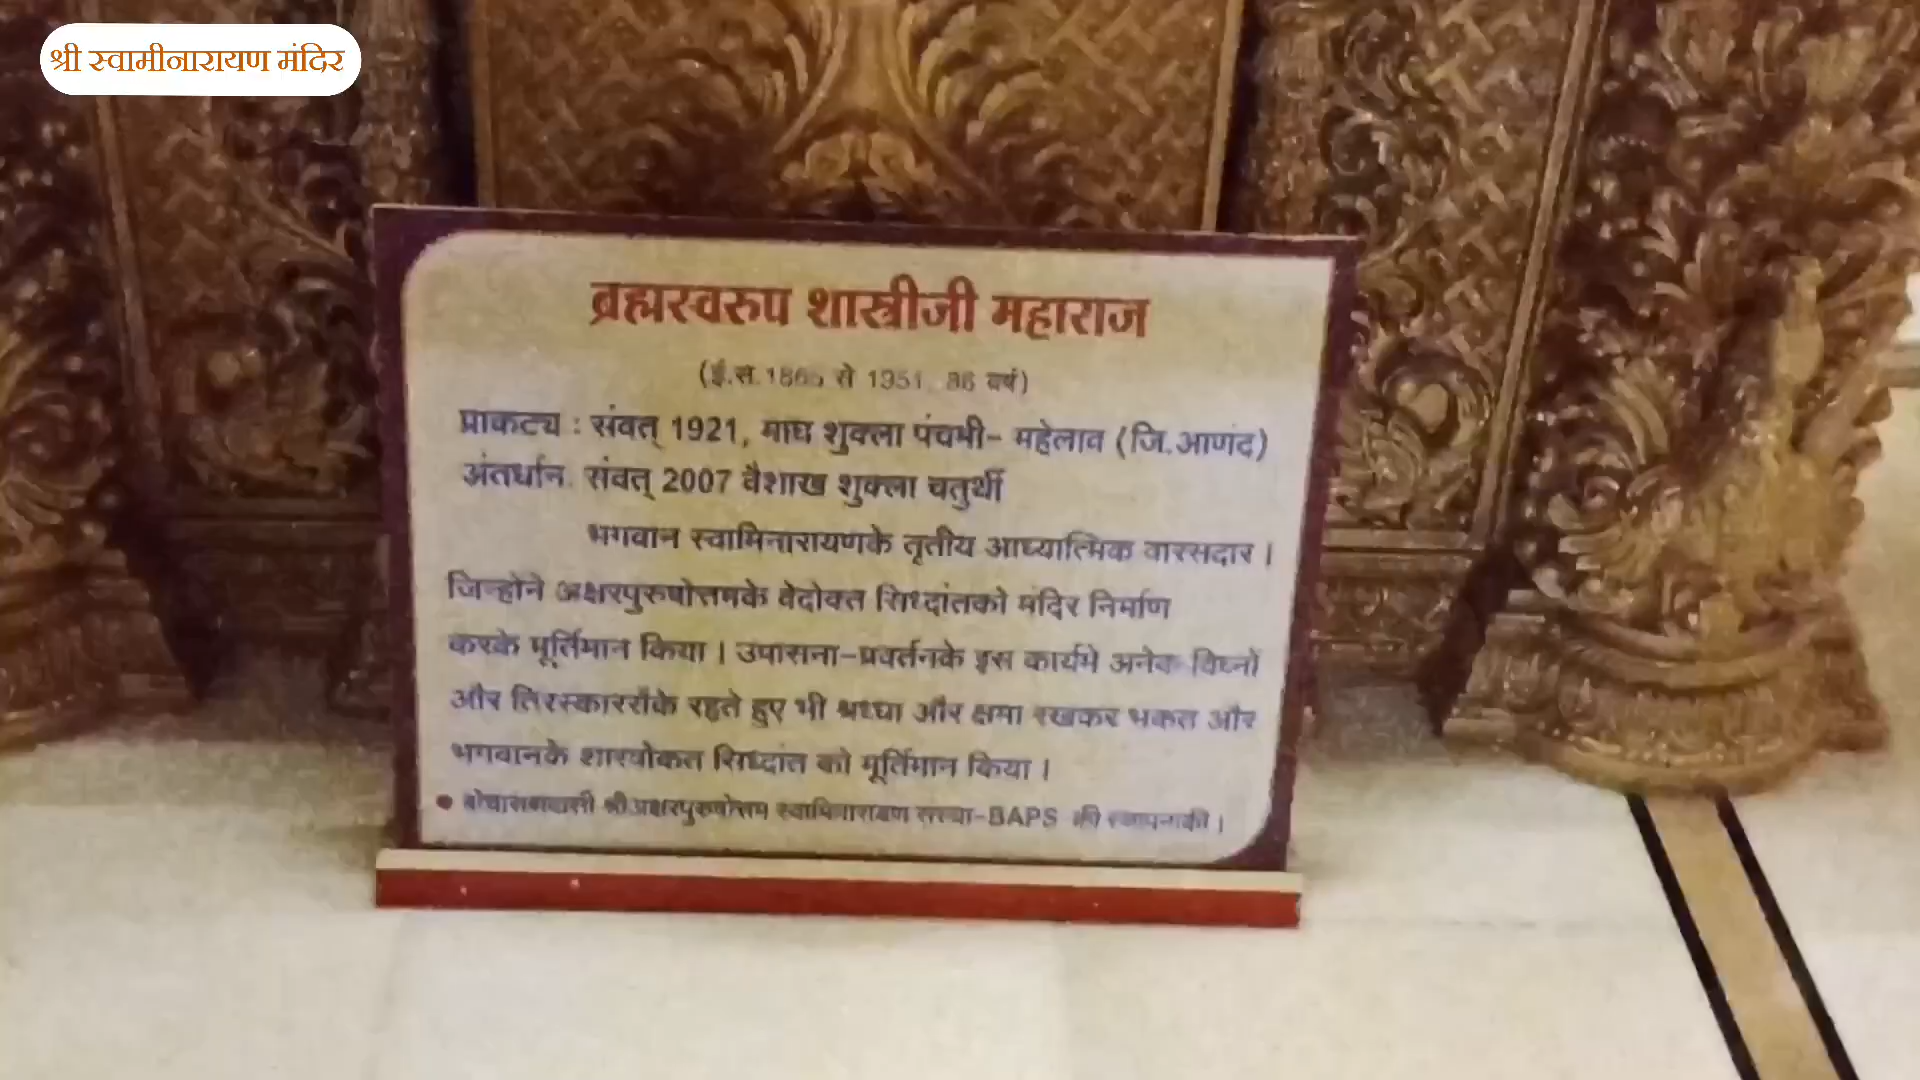 श्री स्वामीनारायण मंदिर
ब्रह्मस्वरुप शास्त्रीजी महाराज
(ई.स.1865 से 1951, 86 वर्ष)
प्राकट्य : संवत् 1921, माघ शुक्ला पंचमी- महेलाव (जि.आणंद)
अंतर्धान: संवत् 2007 वैशाख शुक्ला चतुर्थी
भगवान स्वामिनारायणके तृतीय आध्यात्मिक वारसदार ।
जिन्होने अक्षरपुरुषोत्तमके वेदोक्त सिध्दांतको मंदिर निर्माण
करके मूर्तिमान किया । उपासना-प्रवर्तनके इस कार्यमे अनेक विघ्नों
और तिरस्कारोंके रहते हुए भी श्रध्धा और क्षमा रखकर भकत और
भगवानके शास्त्रोकत सिध्दांत को मूर्तिमान किया ।
बोचासणवासी श्रीअक्षरपुरुषोत्तम स्वामिनारायण संस्था-BAPS की स्थापनाकी ।